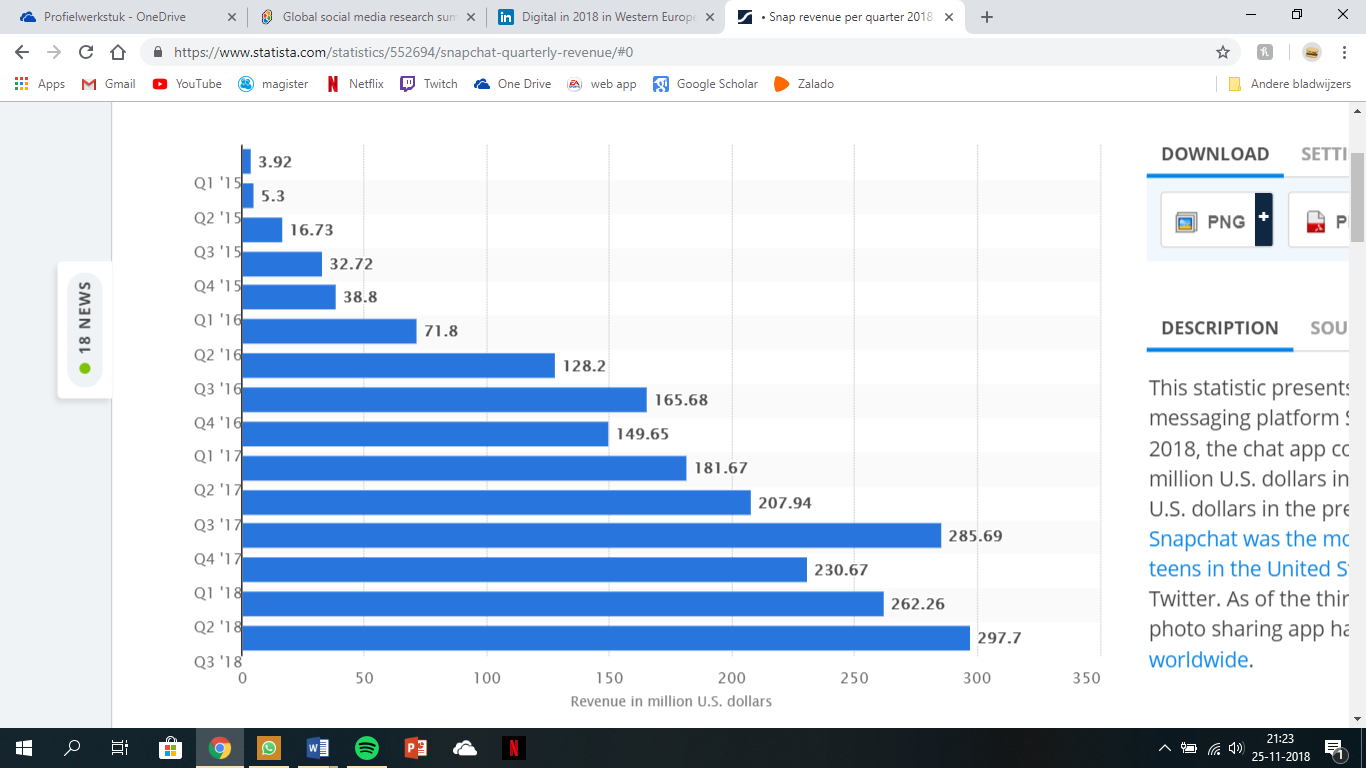 Profielwerkstuk - OneDrive
Global social media research sum
Digital in 2018 in Western Europe
• Snap revenue per quarter 2018
https://www.statista.com/statistics/552694/snapchat-quarterly-revenue/#0
Apps Gmail YouTube magister Netflix Twitch One Drive web app Google Scholar Zalado Andere bladwijzers
18 NEWS
3.92
Q1 '15
5.3
Q2 '15
16.73
Q3 '15
32.72
Q4 '15
38.8
Q1 '16
71.8
Q2 '16
128.2
Q3 '16
165.68
Q4 '16
149.65
Q1 '17
181.67
Q2 '17
207.94
Q3 '17
285.69
Q4 '17
230.67
Q1 '18
262.26
Q2 '18
297.7
Q3 '18
0 50 100 150 200 250 300 350
Revenue in million U.S. dollars
DOWNLOAD SETTI
PNG + P
DESCRIPTION SOU
This statistic presents
messaging platform S
2018, the chat app co
million U.S. dollars in
U.S. dollars in the pre
Snapchat was the mo
teens in the United S
Twitter. As of the thir
photo sharing app ha
worldwide.
21:23
25-11-2018
1